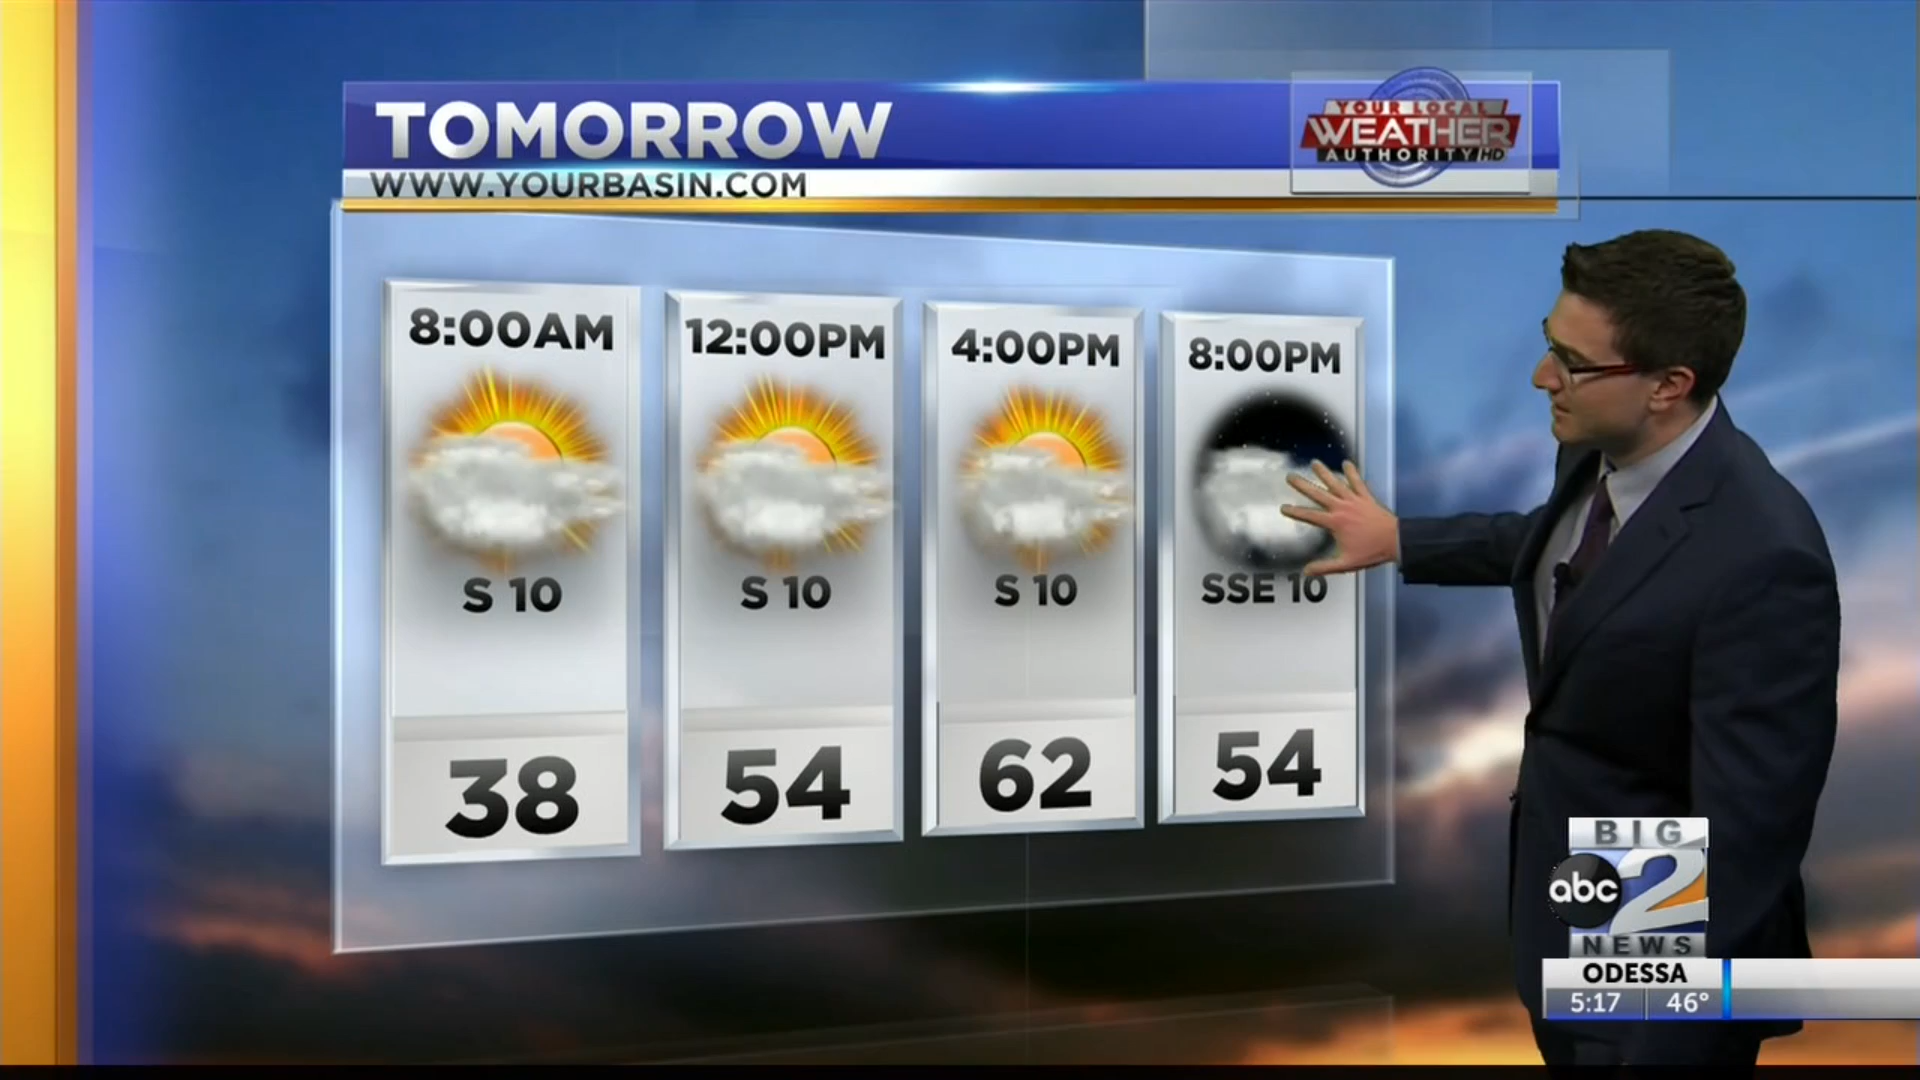 TOMORROW
WWW.YOURBASIN.COM
YOUR LOCAL
WEATHER
AUTHORITY HD
8:00AM
S 10
38
12:00PM
S 10
54
4:00PM
S 10
62
8:00PM
SSE 10
54
BIG
abc 2
NEWS
ODESSA
5:17 46°